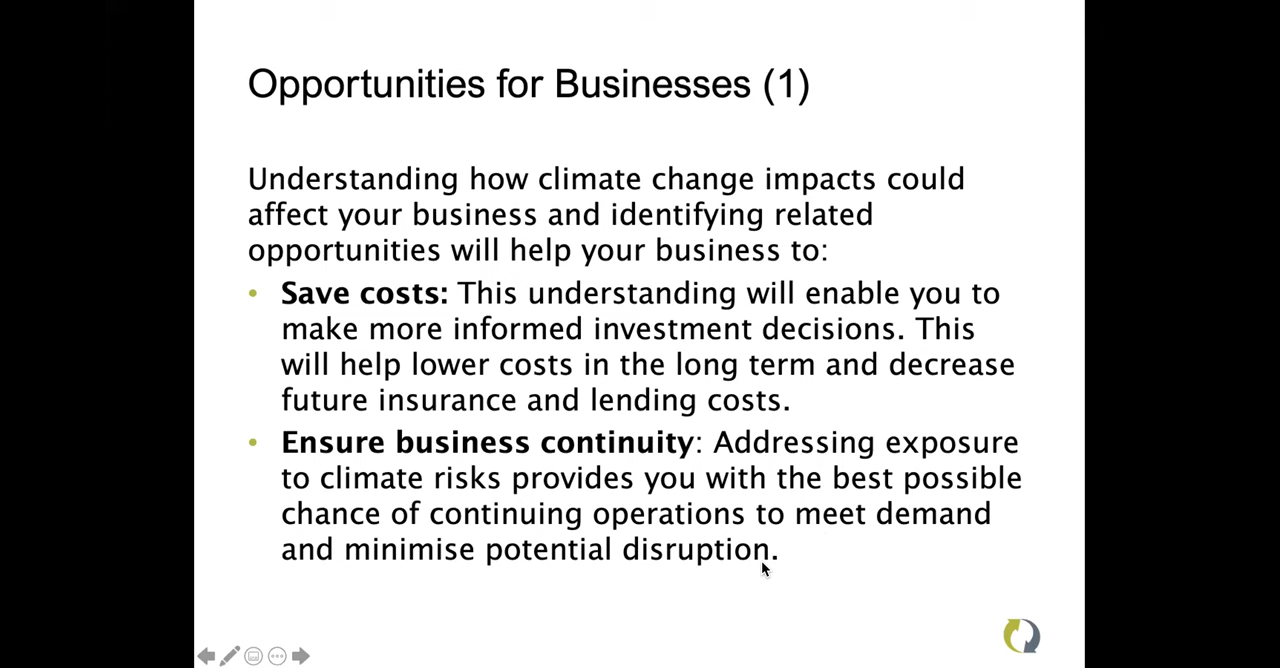 Opportunities for Businesses (1)
Understanding how climate change impacts could
affect your business and identifying related
opportunities will help your business to:
• Save costs: This understanding will enable you to
make more informed investment decisions. This
will help lower costs in the long term and decrease
future insurance and lending costs.
• Ensure business continuity: Addressing exposure
to climate risks provides you with the best possible
chance of continuing operations to meet demand
and minimise potential disruption.